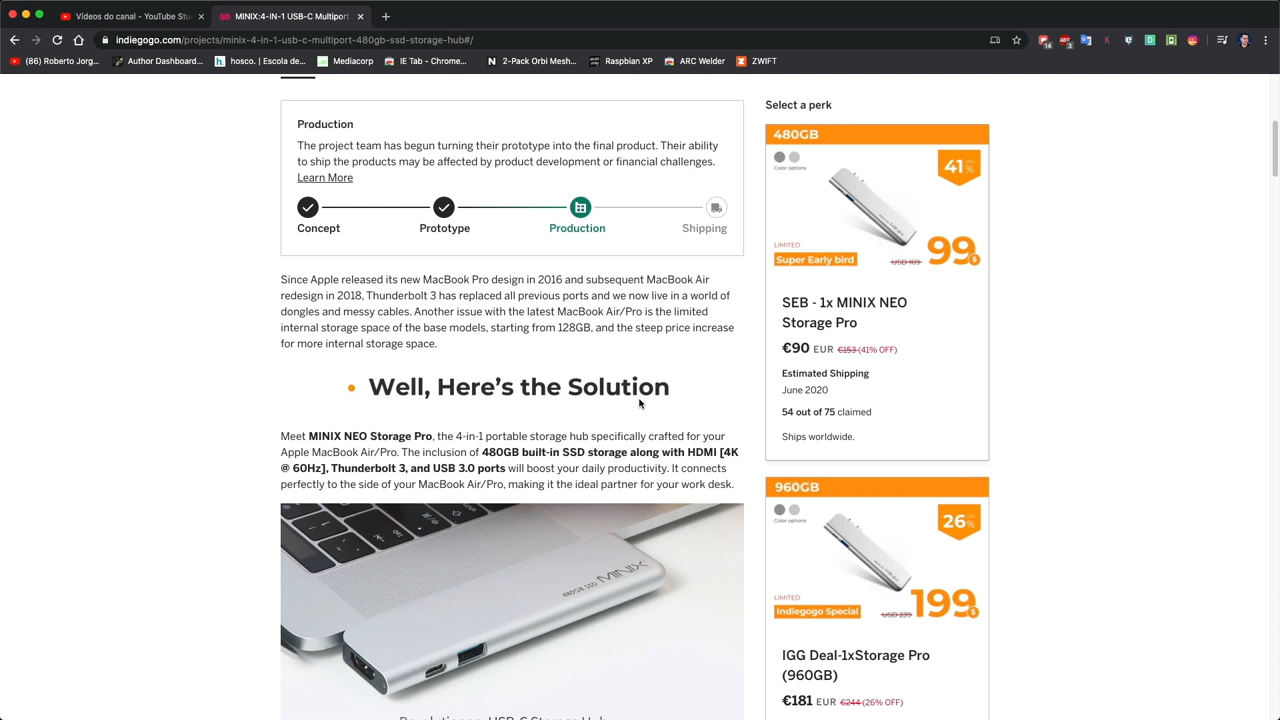 Vídeos do canal - YouTube Stu
MINIX:4-IN-1 USB-C Multiport
indiegogo.com/projects/minix-4-in-1-usb-c-multiport-480gb-ssd-storage-hub#/
14
3
(86) Roberto Jorg...
Author Dashboard...
hosco. | Escola de...
Mediacorp
IE Tab - Chrome...
2-Pack Orbi Mesh...
Raspbian XP
ARC Welder
ZWIFT
Production
The project team has begun turning their prototype into the final product. Their ability
to ship the products may be affected by product development or financial challenges.
Learn More
Concept
Prototype
Production
Shipping
Since Apple released its new MacBook Pro design in 2016 and subsequent MacBook Air
redesign in 2018, Thunderbolt 3 has replaced all previous ports and we now live in a world of
dongles and messy cables. Another issue with the latest MacBook Air/Pro is the limited
internal storage space of the base models, starting from 128GB, and the steep price increase
for more internal storage space.
• Well, Here’s the Solution
Meet MINIX NEO Storage Pro, the 4-in-1 portable storage hub specifically crafted for your
Apple MacBook Air/Pro. The inclusion of 480GB built-in SSD storage along with HDMI [4K
@ 60Hz], Thunderbolt 3, and USB 3.0 ports will boost your daily productivity. It connects
perfectly to the side of your MacBook Air/Pro, making it the ideal partner for your work desk.
480GB SSD MINIX
Select a perk
480GB
Color options
41%
LIMITED
Super Early bird
USD 169
99$
SEB - 1x MINIX NEO
Storage Pro
€90 EUR €153 (41% OFF)
Estimated Shipping
June 2020
54 out of 75 claimed
Ships worldwide.
960GB
Color options
26%
LIMITED
Indiegogo Special
USD 239
199$
IGG Deal-1xStorage Pro
(960GB)
€181 EUR €244 (26% OFF)